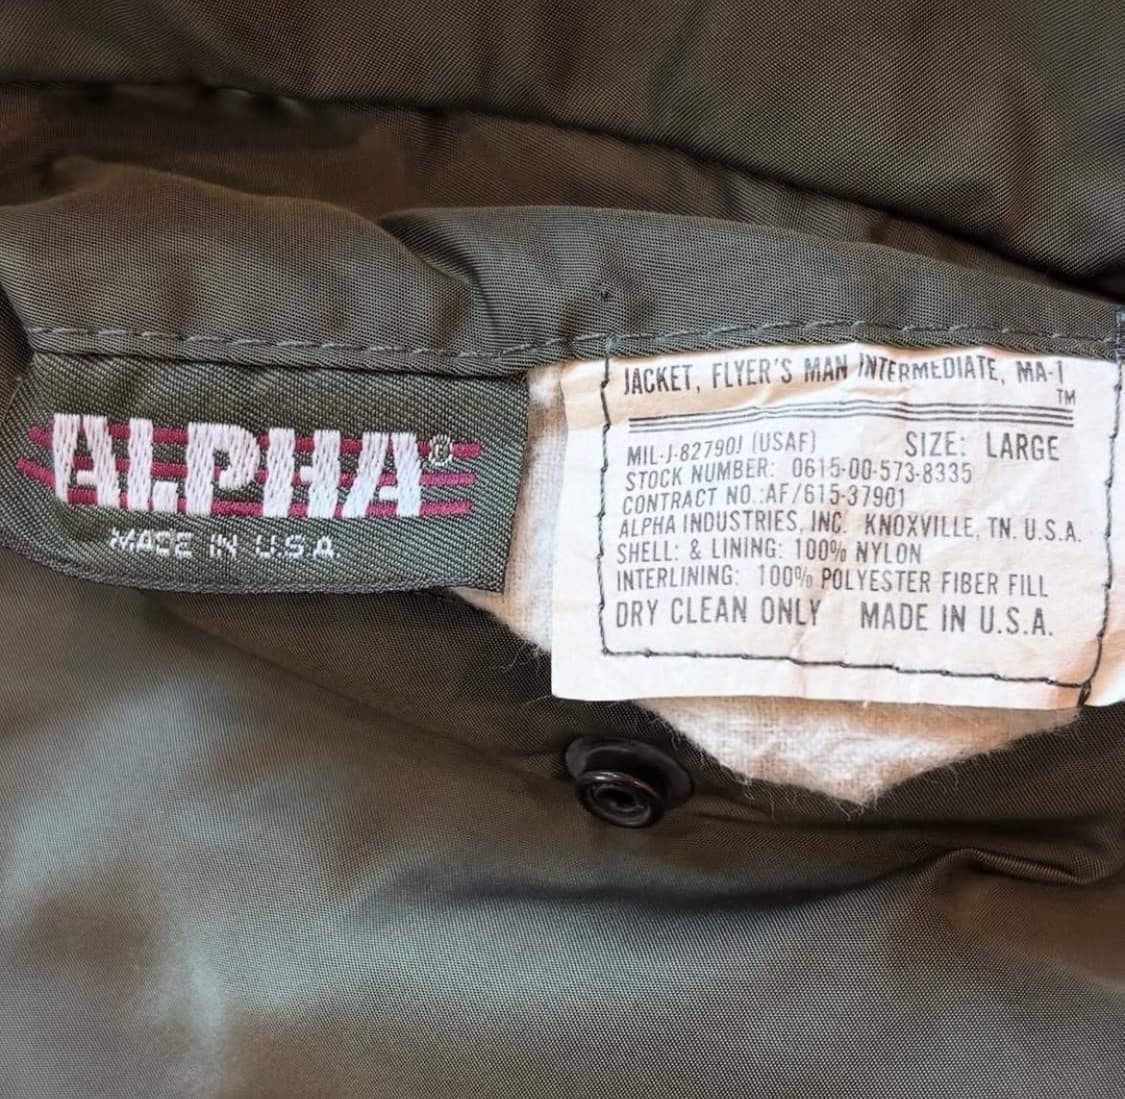 ALPHA®
MADE IN U.S.A.
JACKET, FLYER'S MAN INTERMEDIATE, MA-1
TM
MIL-J-8279OJ (USAF) SIZE: LARGE
STOCK NUMBER: 0615-00-573-8335
CONTRACT NO.:AF/615-37901
ALPHA INDUSTRIES, INC. KNOXVILLE, TN. U.S.A.
SHELL: & LINING: 100% NYLON
INTERLINING: 100% POLYESTER FIBER FILL
DRY CLEAN ONLY MADE IN U.S.A.